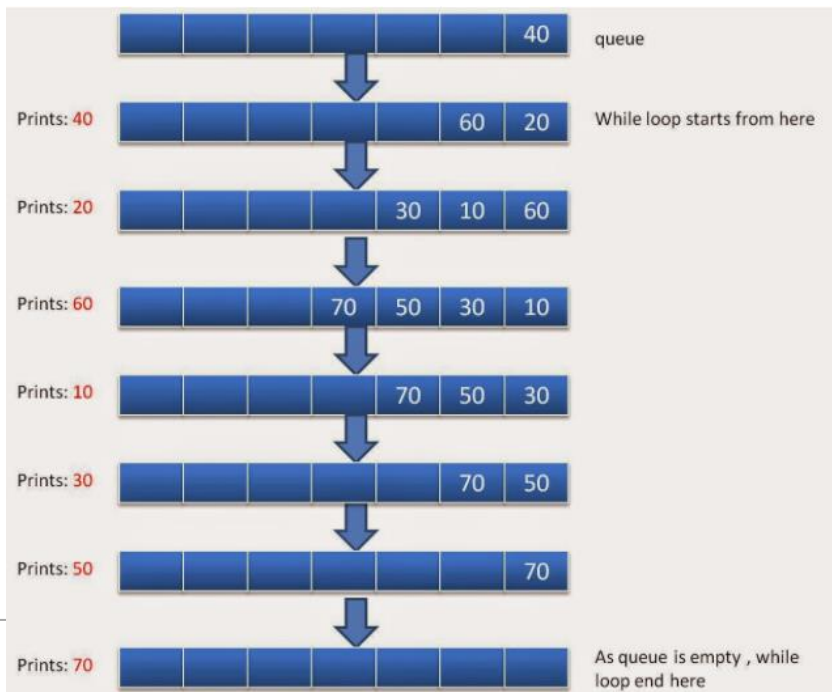 40 queue
Prints: 40 60 20 While loop starts from here
Prints: 20 30 10 60
Prints: 60 70 50 30 10
Prints: 10 70 50 30
Prints: 30 70 50
Prints: 50 70
Prints: 70 As queue is empty , while
loop end here